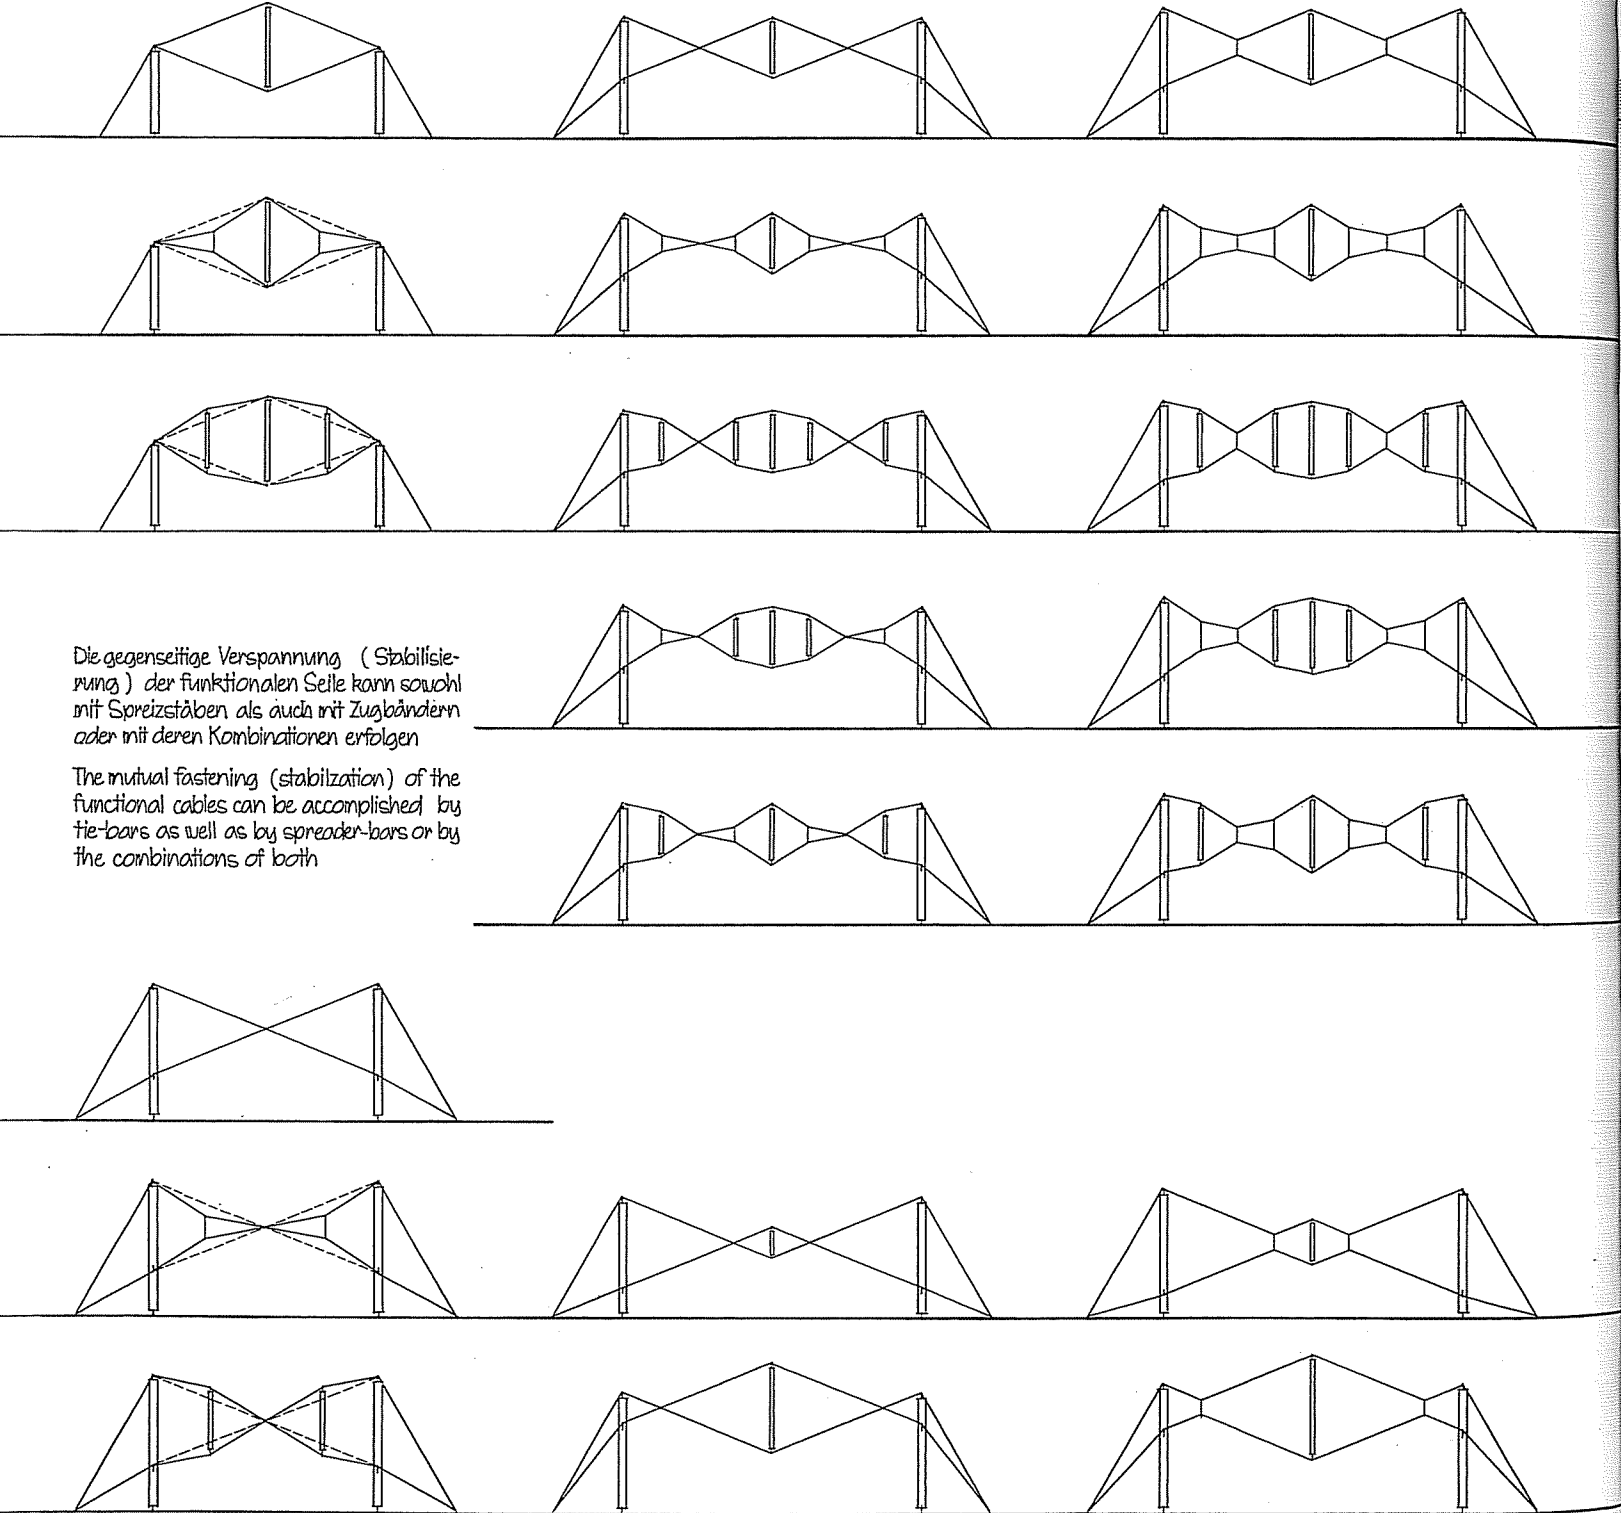 Die gegenseitige Verspannung (Stabilisie-
rung) der funktionalen Seile kann sowohl
mit Spreizstäben als auch mit Zugbändern
oder mit deren Kombinationen erfolgen
The mutual fastening (stabilzation) of the
functional cables can be accomplished by
tie-bars as well as by spreader-bars or by
the combinations of both